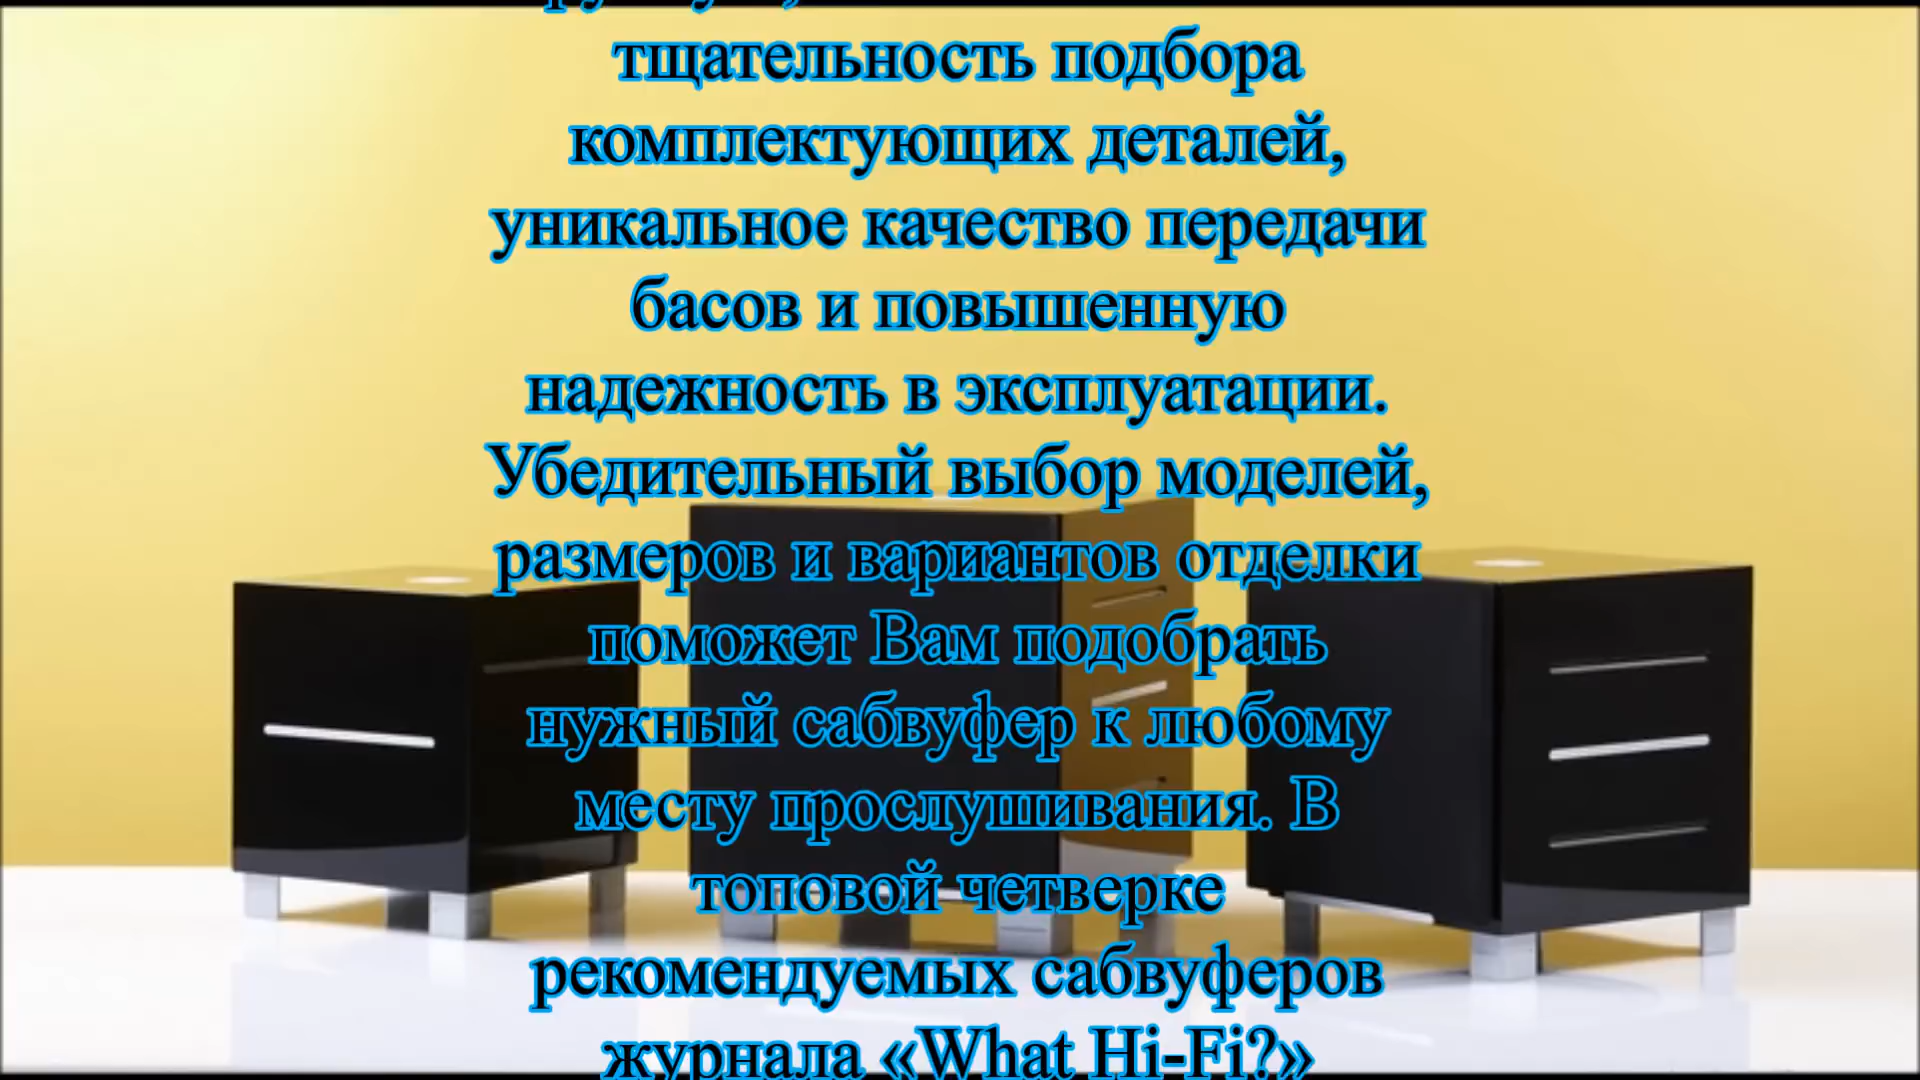 тщательность подбора
комплектующих деталей,
уникальное качество передачи
басов и повышенную
надежность в эксплуатации.
Убедительный выбор моделей,
размеров и вариантов отделки
поможет Вам подобрать
нужный сабвуфер к любому
месту прослушивания. В
топовой четверке
рекомендуемых сабвуферов
журнала «What Hi-Fi?»